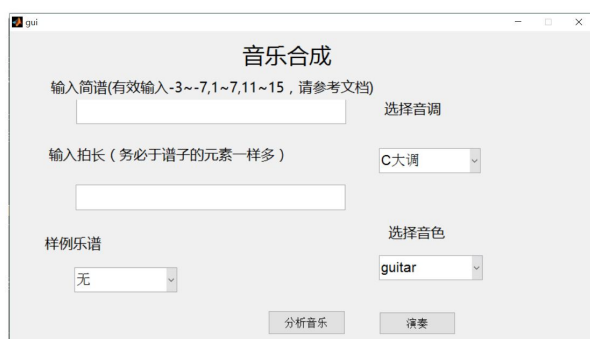 gui
音乐合成
输入简谱(有效输入-3~-7,1~7,11~15，请参考文档)
选择音调
输入拍长（务必于谱子的元素一样多）
C大调
选择音色
样例乐谱
guitar
无
分析音乐
演奏